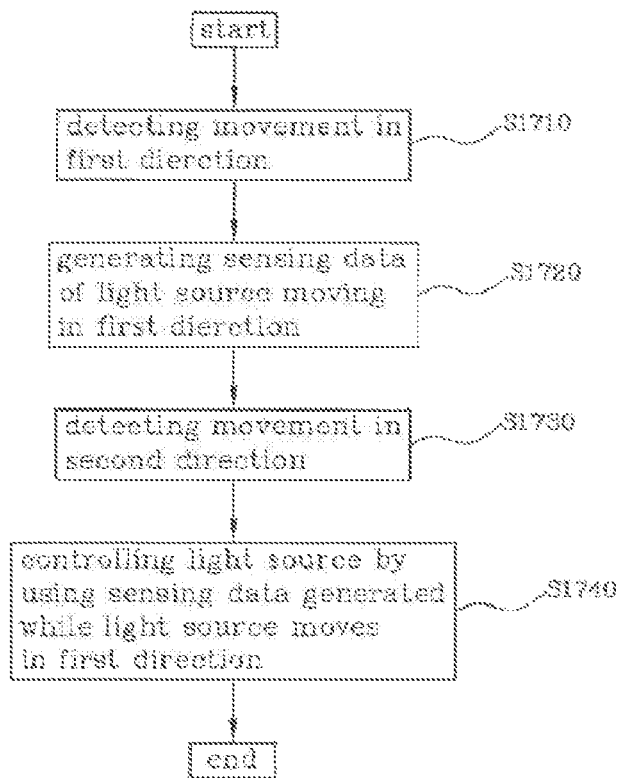 start
detecting movement in
first dierction
S1710
generating sensing data
of light source moving
in first dierction
S1720
detecting movement in
second direction
S1730
controlling light source by
using sensing data generated
while light source moves
in first direction
S1740
end